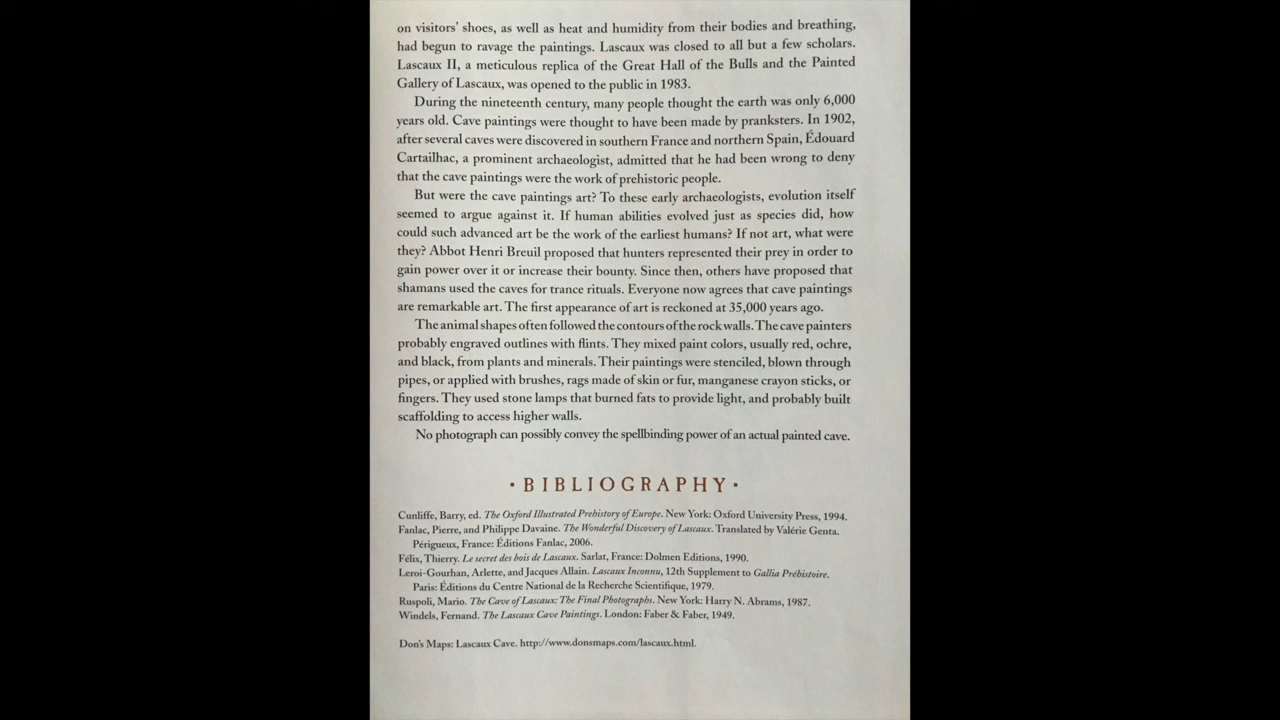 on visitors' shoes, as well as heat and humidity from their bodies and breathing,
had begun to ravage the paintings. Lascaux was closed to all but a few scholars.
Lascaux II, a meticulous replica of the Great Hall of the Bulls and the Painted
Gallery of Lascaux, was opened to the public in 1983.
During the nineteenth century, many people thought the earth was only 6,000
years old. Cave paintings were thought to have been made by pranksters. In 1902,
after several caves were discovered in southern France and northern Spain, Édouard
Cartailhac, a prominent archaeologist, admitted that he had been wrong to deny
that the cave paintings were the work of prehistoric people.
But were the cave paintings art? To these early archaeologists, evolution itself
seemed to argue against it. If human abilities evolved just as species did, how
could such advanced art be the work of the earliest humans? If not art, what were
they? Abbot Henri Breuil proposed that hunters represented their prey in order to
gain power over it or increase their bounty. Since then, others have proposed that
shamans used the caves for trance rituals. Everyone now agrees that cave paintings
are remarkable art. The first appearance of art is reckoned at 35,000 years ago.
The animal shapes often followed the contours of the rock walls. The cave painters
probably engraved outlines with flints. They mixed paint colors, usually red, ochre,
and black, from plants and minerals. Their paintings were stenciled, blown through
pipes, or applied with brushes, rags made of skin or fur, manganese crayon sticks, or
fingers. They used stone lamps that burned fats to provide light, and probably built
scaffolding to access higher walls.
No photograph can possibly convey the spellbinding power of an actual painted cave.
• BIBLIOGRAPHY •
Cunliffe, Barry, ed. The Oxford Illustrated Prehistory of Europe. New York: Oxford University Press, 1994.
Fanlac, Pierre, and Philippe Davaine. The Wonderful Discovery of Lascaux. Translated by Valérie Genta.
Périgueux, France: Éditions Fanlac, 2006.
Félix, Thierry. Le secret des bois de Lascaux. Sarlat, France: Dolmen Editions, 1990.
Leroi-Gourhan, Arlette, and Jacques Allain. Lascaux Inconnu, 12th Supplement to Gallia Préhistoire.
Paris: Éditions du Centre National de la Recherche Scientifique, 1979.
Ruspoli, Mario. The Cave of Lascaux: The Final Photographs. New York: Harry N. Abrams, 1987.
Windels, Fernand. The Lascaux Cave Paintings. London: Faber & Faber, 1949.
Don's Maps: Lascaux Cave. http://www.donsmaps.com/lascaux.html.